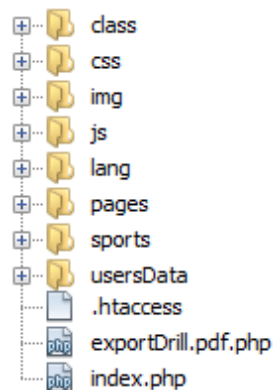 class
css
img
js
lang
pages
sports
usersData
.htaccess
exportDrill.pdf.php
index.php